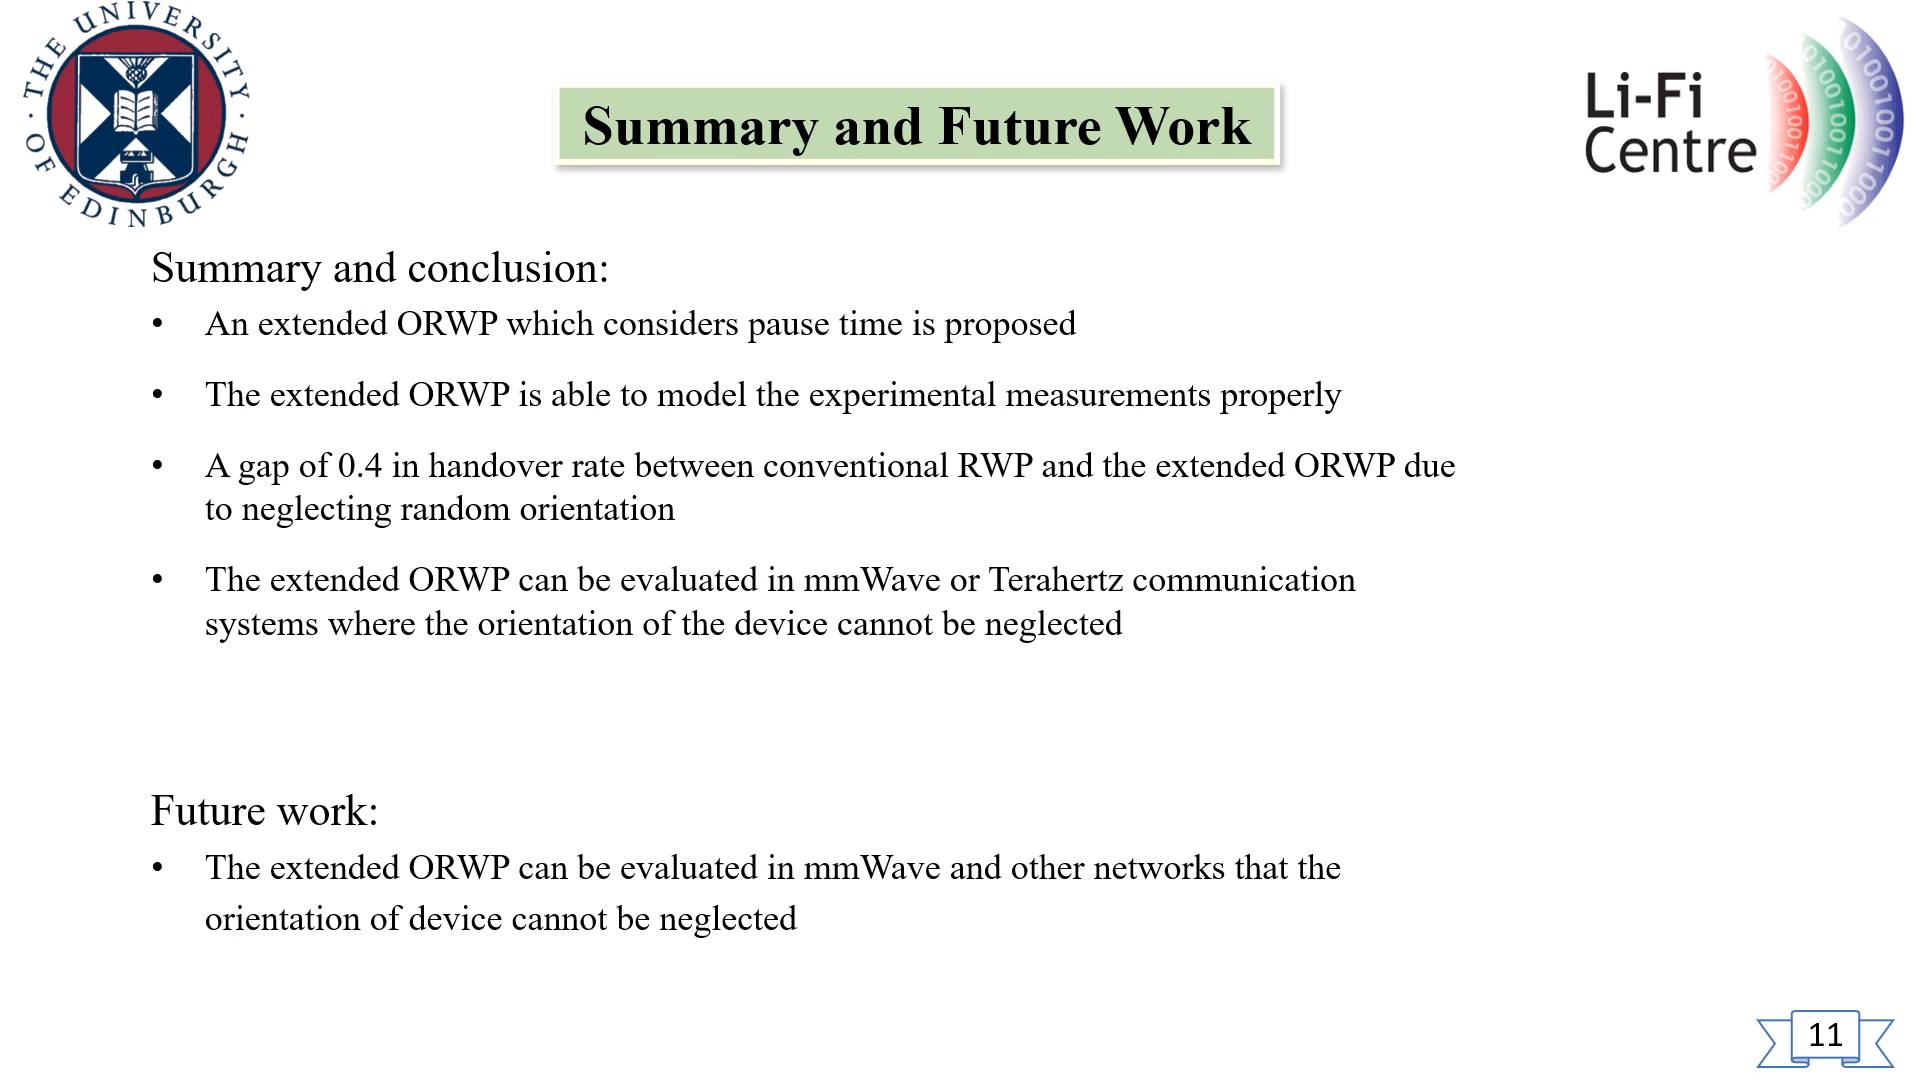 THE UNIVERSITY
· OF EDINBURGH ·
Summary and Future Work
Li-Fi
Centre
Summary and conclusion:
• An extended ORWP which considers pause time is proposed
• The extended ORWP is able to model the experimental measurements properly
• A gap of 0.4 in handover rate between conventional RWP and the extended ORWP due
to neglecting random orientation
• The extended ORWP can be evaluated in mmWave or Terahertz communication
systems where the orientation of the device cannot be neglected
Future work:
• The extended ORWP can be evaluated in mmWave and other networks that the
orientation of device cannot be neglected
11